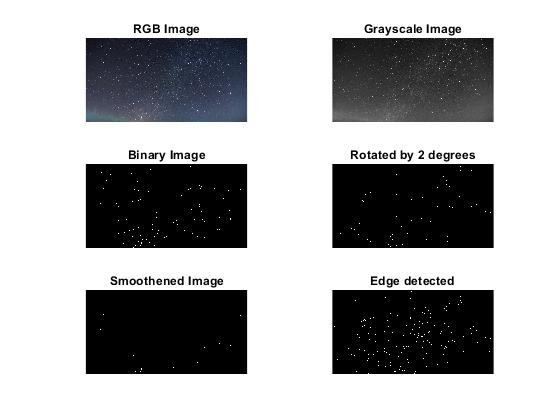 RGB Image
Grayscale Image
Binary Image
Rotated by 2 degrees
Smoothened Image
Edge detected